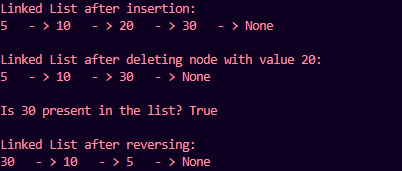 Linked List after insertion:
5   - > 10   - > 20   - > 30   - > None
Linked List after deleting node with value 20:
5   - > 10   - > 30   - > None
Is 30 present in the list? True
Linked List after reversing:
30   - > 10   - > 5   - > None